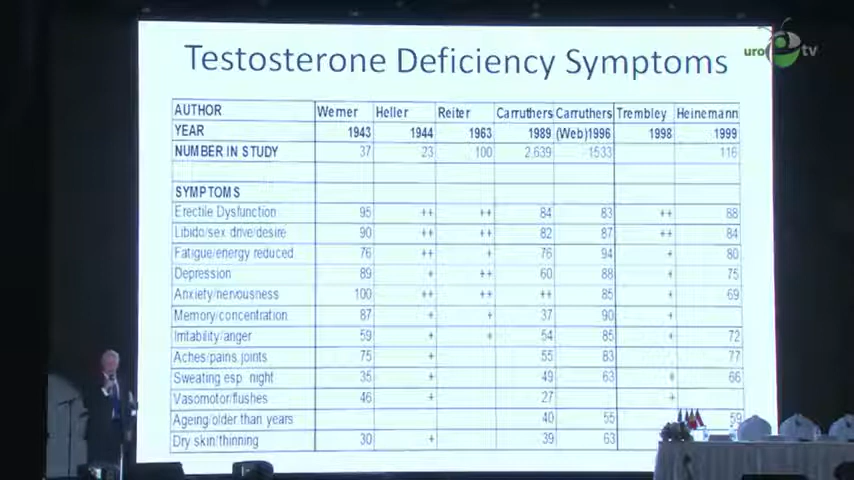 uro tv
Testosterone Deficiency Symptoms
AUTHOR Werner Heller Reiter Carruthers Carruthers Trembley Heinemann
YEAR 1943 1944 1963 1989 (Web)1996 1998 1999
NUMBER IN STUDY 37 23 100 2,639 1533 116
SYMPTOMS
Erectile Dysfunction 95 ++ ++ 84 83 ++ 88
Libido/sex drive/desire 90 ++ ++ 82 87 ++ 84
Fatigue/energy reduced 76 ++ + 76 94 + 80
Depression 89 + ++ 60 88 + 75
Anxiety/nervousness 100 ++ ++ ++ 85 + 69
Memory/concentration 87 + + 37 90 +
Irritability/anger 59 + + 54 85 + 72
Aches/pains joints 75 + 55 83 77
Sweating esp night 35 + 49 63 + 66
Vasomotor/flushes 46 + 27 +
Ageing/older than years 40 55 59
Dry skin/thinning 30 + 39 63